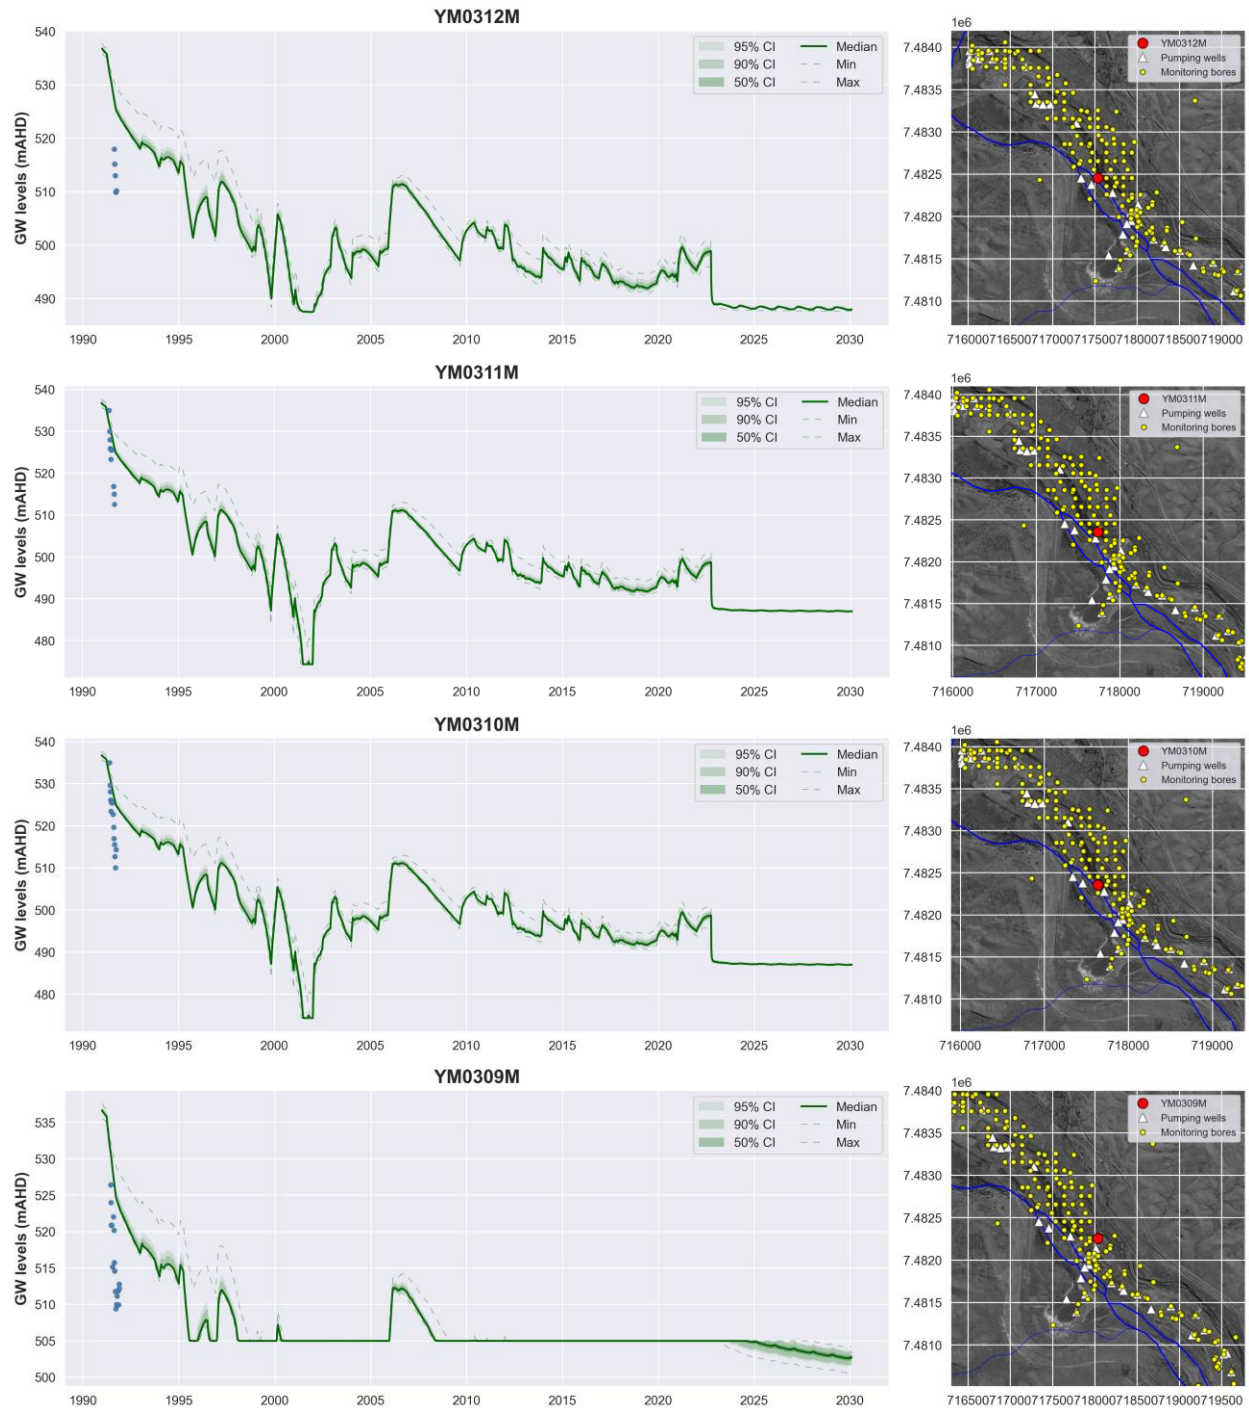 YM0312M
540
530
520
510
500
490
GW levels (mAHD)
95% CI
90% CI
50% CI
Median
Min
Max
1990 1995 2000 2005 2010 2015 2020 2025 2030
1e6
7.4840
7.4835
7.4830
7.4825
7.4820
7.4815
7.4810
YM0312M
Pumping wells
Monitoring bores
716000716500717000717500718000718500719000
YM0311M
540
530
520
510
500
490
480
GW levels (mAHD)
95% CI
90% CI
50% CI
Median
Min
Max
1990 1995 2000 2005 2010 2015 2020 2025 2030
1e6
7.4840
7.4835
7.4830
7.4825
7.4820
7.4815
7.4810
YM0311M
Pumping wells
Monitoring bores
716000 717000 718000 719000
YM0310M
540
530
520
510
500
490
480
GW levels (mAHD)
95% CI
90% CI
50% CI
Median
Min
Max
1990 1995 2000 2005 2010 2015 2020 2025 2030
1e6
7.4840
7.4835
7.4830
7.4825
7.4820
7.4815
7.4810
YM0310M
Pumping wells
Monitoring bores
716000 717000 718000 719000
YM0309M
535
530
525
520
515
510
505
500
GW levels (mAHD)
95% CI
90% CI
50% CI
Median
Min
Max
1990 1995 2000 2005 2010 2015 2020 2025 2030
1e6
7.4840
7.4835
7.4830
7.4825
7.4820
7.4815
7.4810
YM0309M
Pumping wells
Monitoring bores
716500717000717500718000718500719000719500